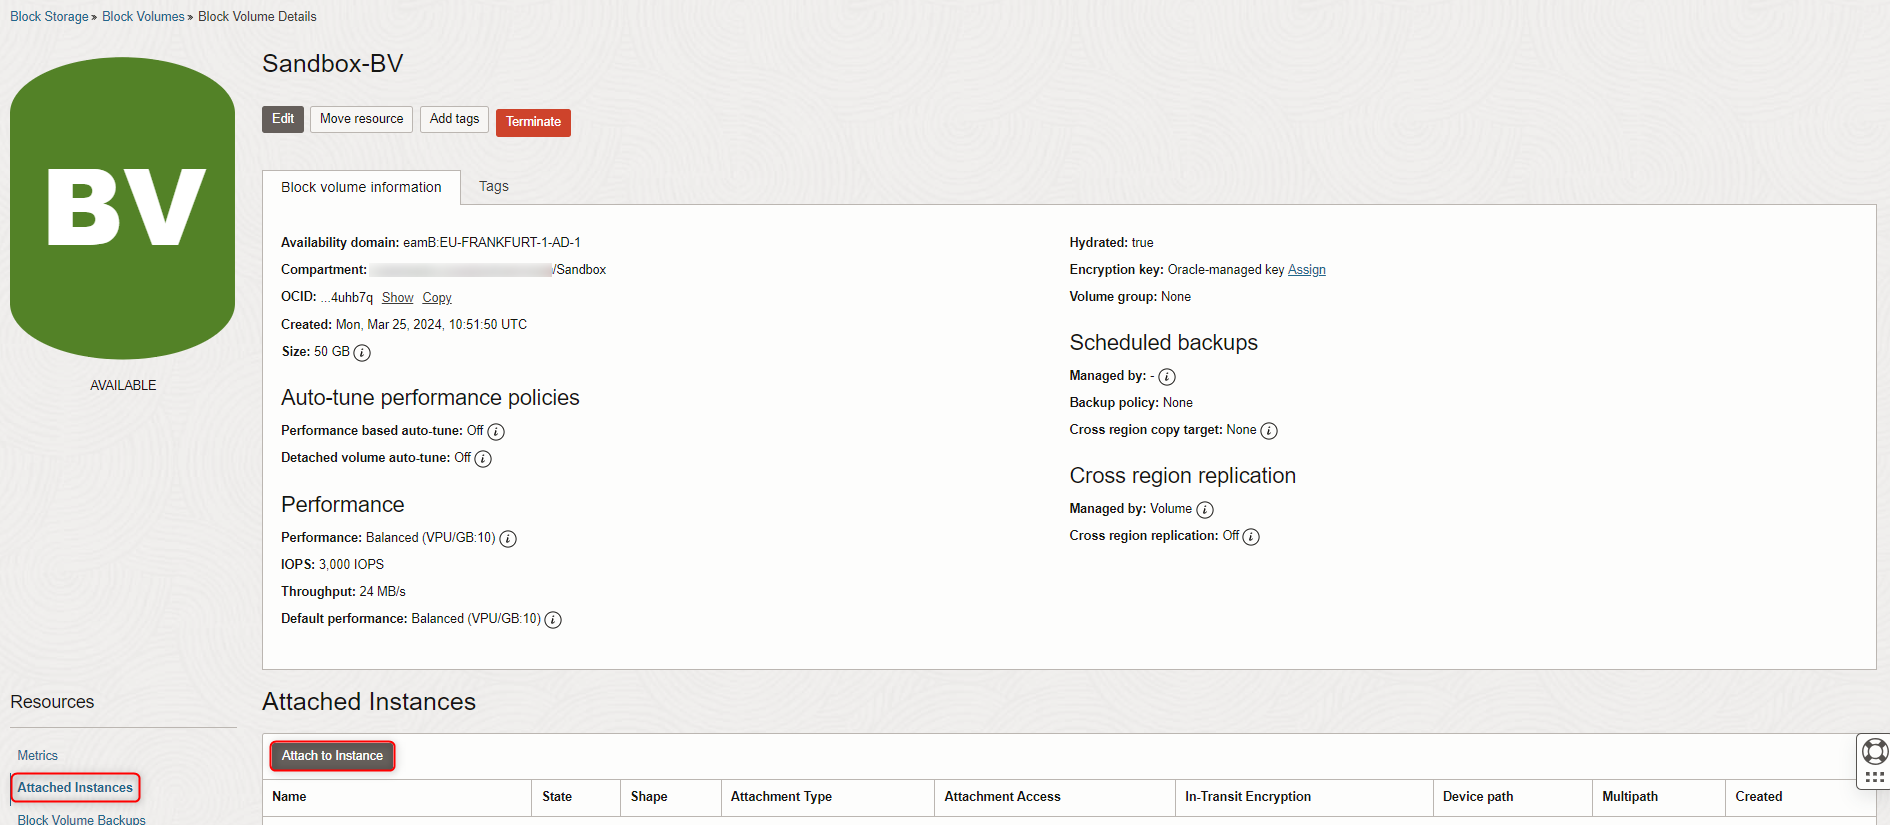 Block Storage » Block Volumes » Block Volume Details
BV
AVAILABLE
Sandbox-BV
Edit Move resource Add tags Terminate
Block volume information Tags
Availability domain: eamB:EU-FRANKFURT-1-AD-1
Compartment: /Sandbox
OCID: ...4uhb7q Show Copy
Created: Mon, Mar 25, 2024, 10:51:50 UTC
Size: 50 GB i
Auto-tune performance policies
Performance based auto-tune: Off i
Detached volume auto-tune: Off i
Performance
Performance: Balanced (VPU/GB:10) i
IOPS: 3,000 IOPS
Throughput: 24 MB/s
Default performance: Balanced (VPU/GB:10) i
Hydrated: true
Encryption key: Oracle-managed key Assign
Volume group: None
Scheduled backups
Managed by: - i
Backup policy: None
Cross region copy target: None i
Cross region replication
Managed by: Volume i
Cross region replication: Off i
Resources
Metrics
Attached Instances
Block Volume Backups
Attached Instances
Attach to Instance
Name State Shape Attachment Type Attachment Access In-Transit Encryption Device path Multipath Created